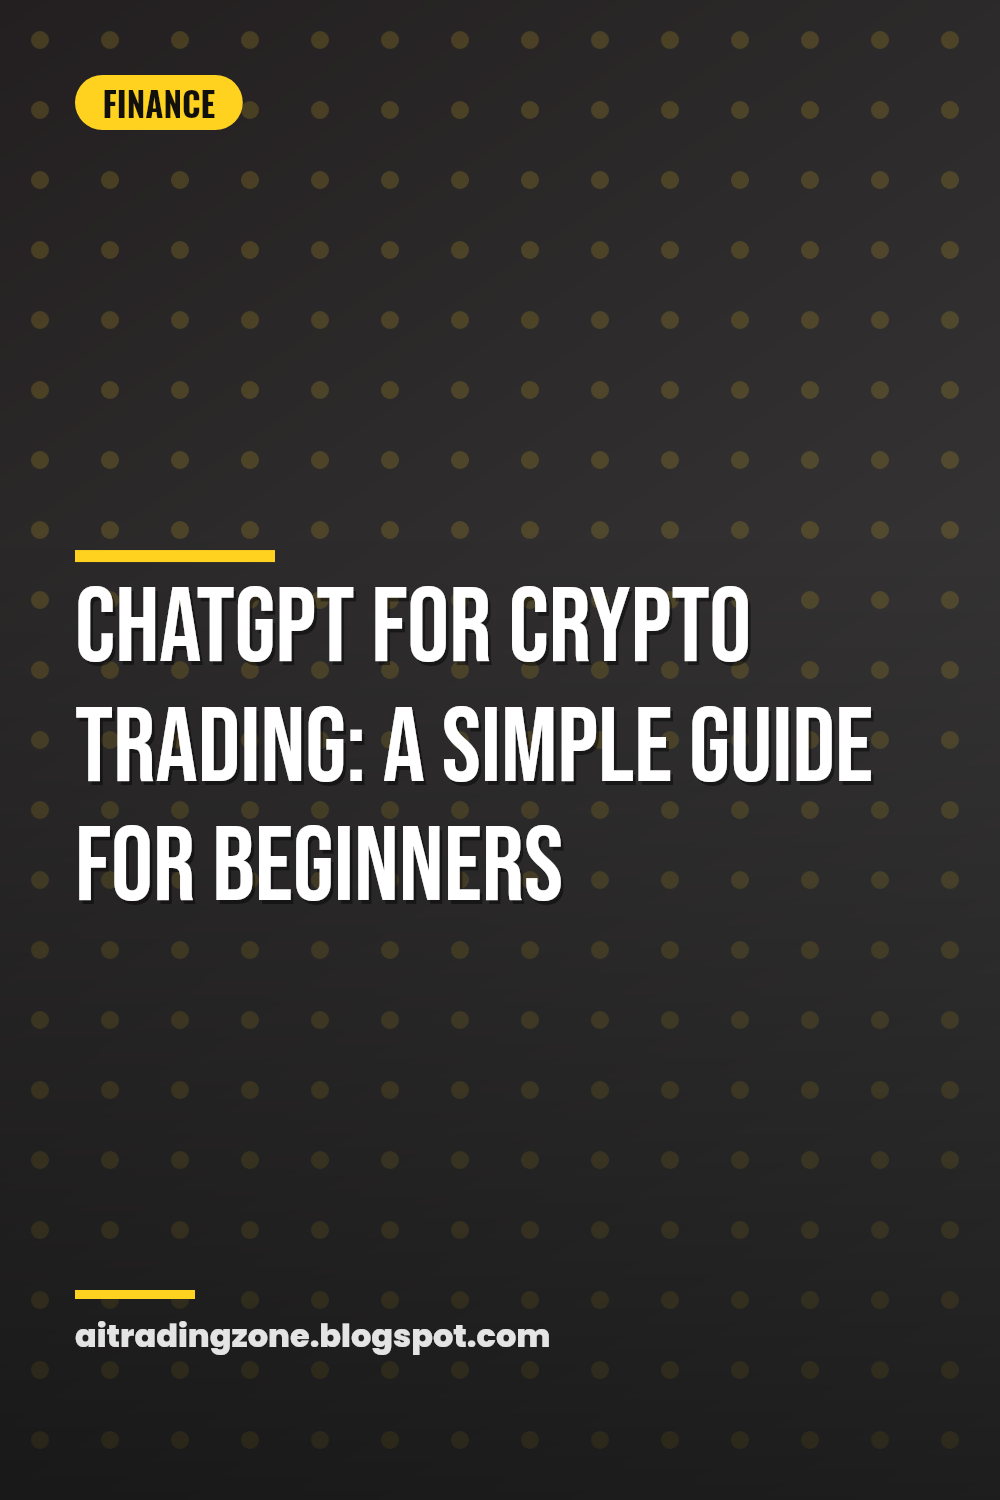 FINANCE
CHATGPT FOR CRYPTO
TRADING: A SIMPLE GUIDE
FOR BEGINNERS
aitradingzone.blogspot.com